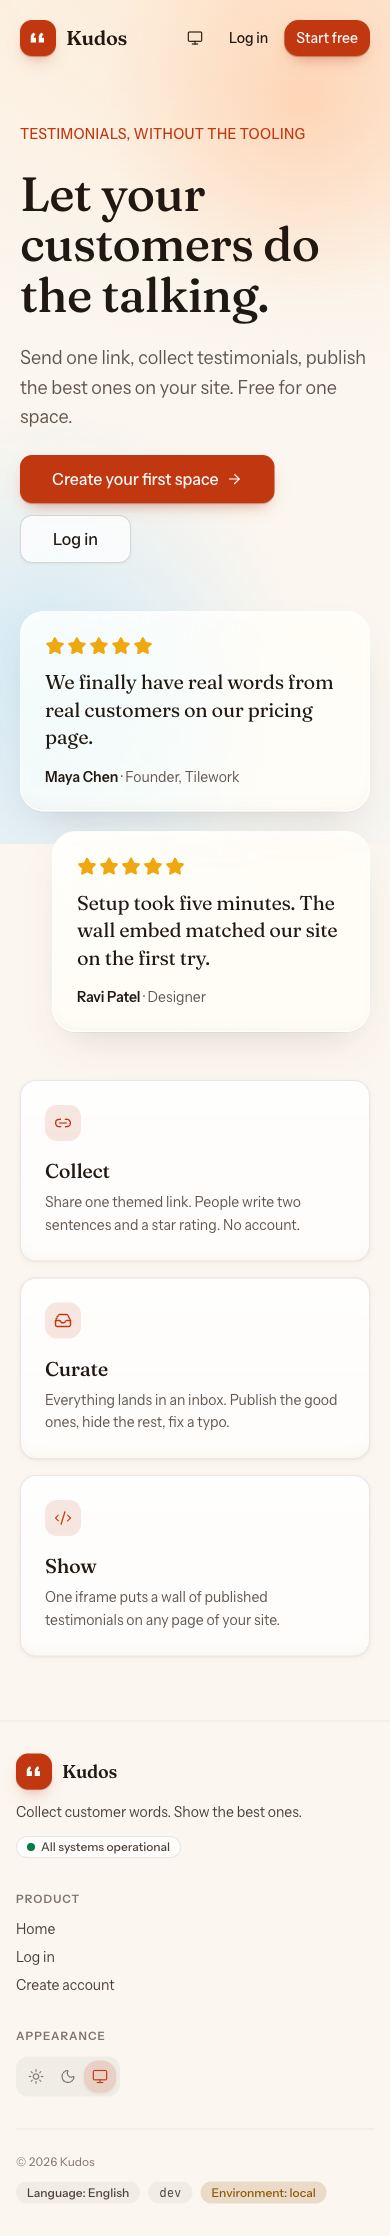 Kudos
Log in
Start free
TESTIMONIALS, WITHOUT THE TOOLING
Let your
customers do
the talking.
Send one link, collect testimonials, publish
the best ones on your site. Free for one
space.
Create your first space →
Log in
We finally have real words from
real customers on our pricing
page.
Maya Chen · Founder, Tilework
Setup took five minutes. The
wall embed matched our site
on the first try.
Ravi Patel · Designer
Collect
Share one themed link. People write two
sentences and a star rating. No account.
Curate
Everything lands in an inbox. Publish the good
ones, hide the rest, fix a typo.
Show
One iframe puts a wall of published
testimonials on any page of your site.
Kudos
Collect customer words. Show the best ones.
All systems operational
PRODUCT
Home
Log in
Create account
APPEARANCE
© 2026 Kudos
Language: English
dev
Environment: local